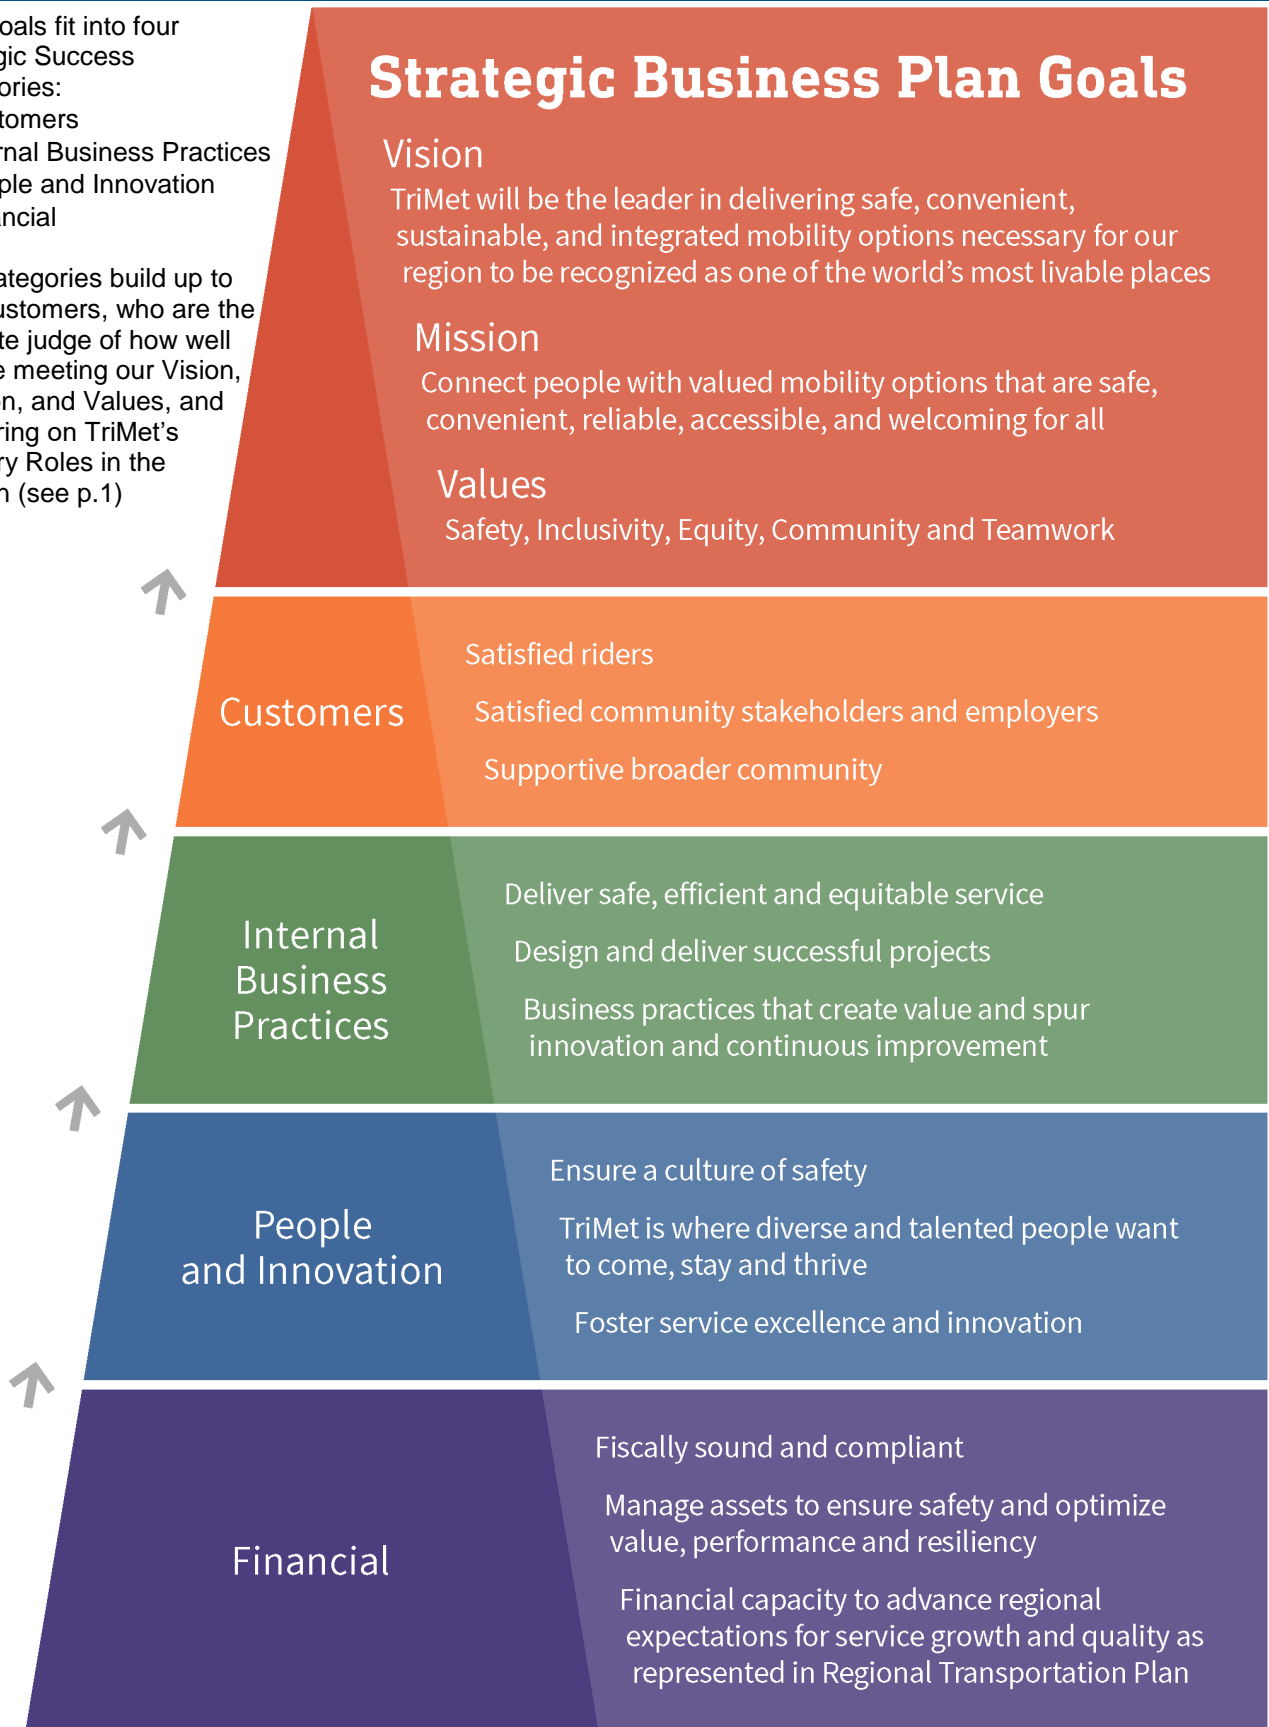 oals fit into four
gic Success
ories:
tomers
rnal Business Practices
ple and Innovation
ancial
ategories build up to
ustomers, who are the
te judge of how well
e meeting our Vision,
on, and Values, and
ring on TriMet's
ry Roles in the
n (see p.1)
Strategic Business Plan Goals
Vision
TriMet will be the leader in delivering safe, convenient,
sustainable, and integrated mobility options necessary for our
region to be recognized as one of the world's most livable places
Mission
Connect people with valued mobility options that are safe,
convenient, reliable, accessible, and welcoming for all
Values
Safety, Inclusivity, Equity, Community and Teamwork
Customers
Satisfied riders
Satisfied community stakeholders and employers
Supportive broader community
Internal
Business
Practices
Deliver safe, efficient and equitable service
Design and deliver successful projects
Business practices that create value and spur
innovation and continuous improvement
People
and Innovation
Ensure a culture of safety
TriMet is where diverse and talented people want
to come, stay and thrive
Foster service excellence and innovation
Financial
Fiscally sound and compliant
Manage assets to ensure safety and optimize
value, performance and resiliency
Financial capacity to advance regional
expectations for service growth and quality as
represented in Regional Transportation Plan